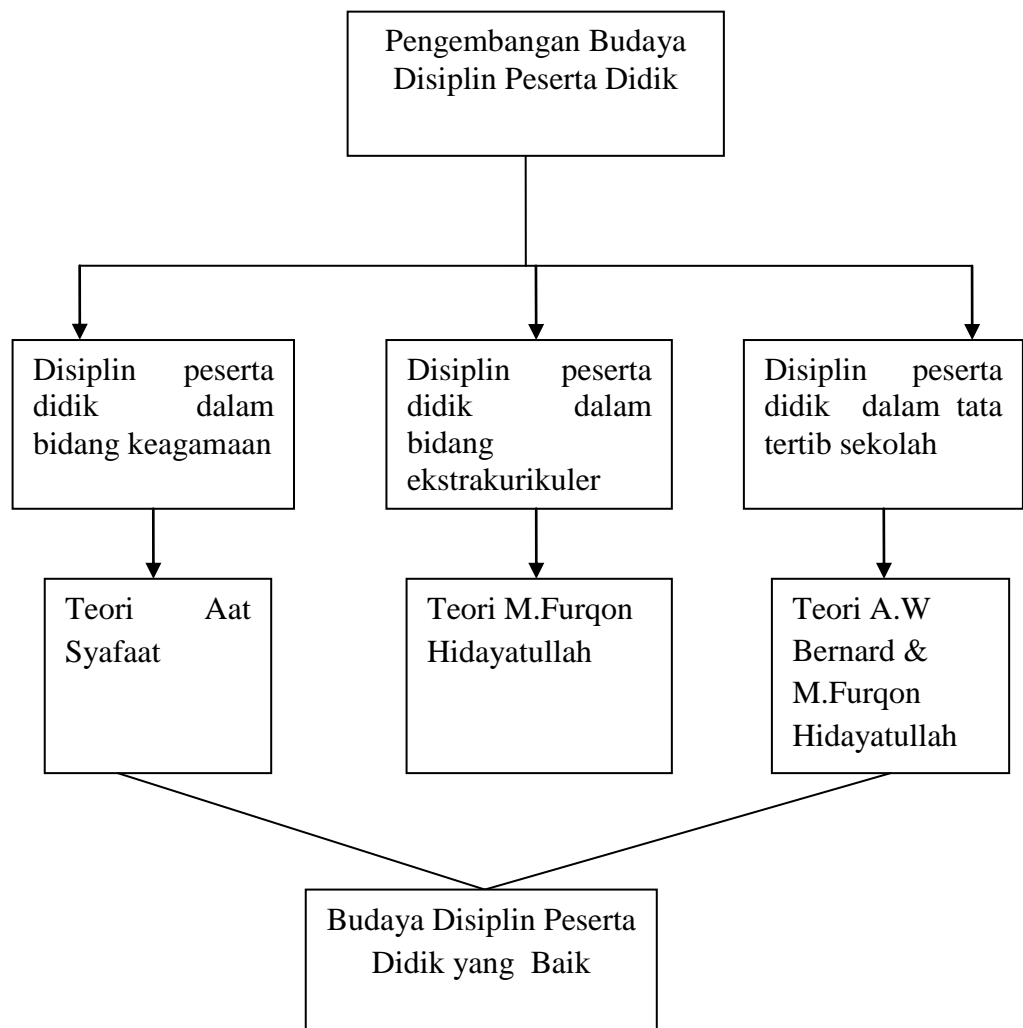 Pengembangan Budaya
Disiplin Peserta Didik
Disiplin peserta
didik dalam
bidang keagamaan
Disiplin peserta
didik dalam
bidang
ekstrakurikuler
Disiplin peserta
didik dalam tata
tertib sekolah
Teori Aat
Syafaat
Teori M.Furqon
Hidayatullah
Teori A.W
Bernard &
M.Furqon
Hidayatullah
Budaya Disiplin Peserta
Didik yang Baik